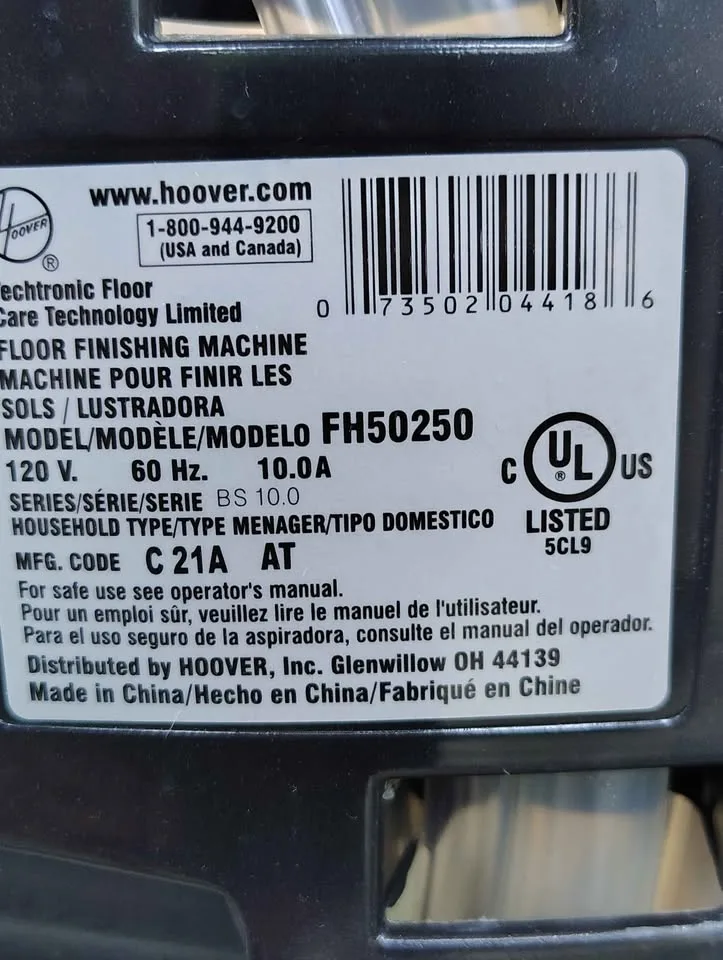 www.hoover.com
HOOVER
®
1-800-944-9200
(USA and Canada)
0 73502 04418 6
echtronic Floor
Care Technology Limited
FLOOR FINISHING MACHINE
MACHINE POUR FINIR LES
SOLS / LUSTRADORA
MODEL/MODÈLE/MODELO FH50250
120 V. 60 Hz. 10.0A
SERIES/SÉRIE/SERIE BS 10.0
HOUSEHOLD TYPE/TYPE MENAGER/TIPO DOMESTICO
C UL ® US
LISTED
5CL9
MFG. CODE C 21A AT
For safe use see operator's manual.
Pour un emploi sûr, veuillez lire le manuel de l'utilisateur.
Para el uso seguro de la aspiradora, consulte el manual del operador.
Distributed by HOOVER, Inc. Glenwillow OH 44139
Made in China/Hecho en China/Fabriqué en Chine